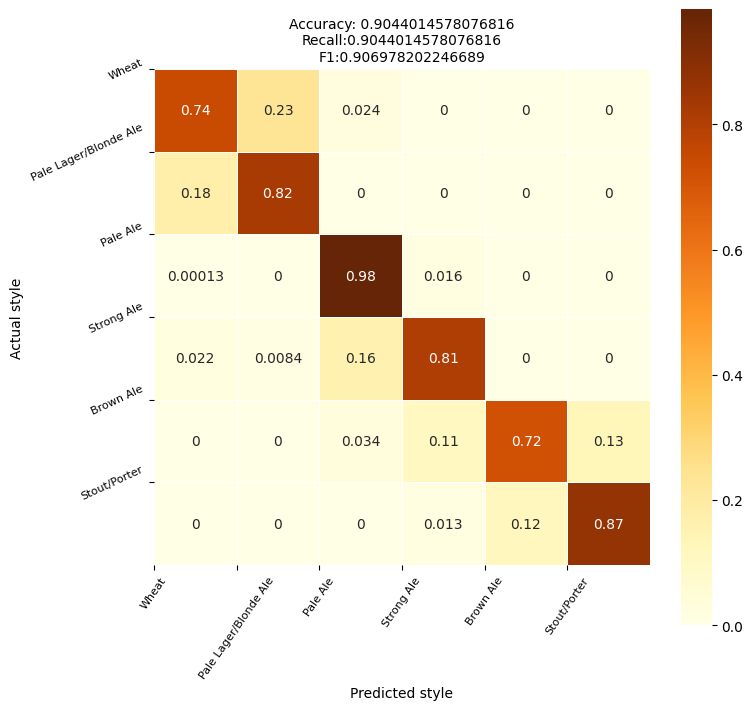 Accuracy: 0.9044014578076816
Recall:0.9044014578076816
F1:0.906978202246689
Wheat
0.74 0.23 0.024 0 0 0
Pale Lager/Blonde Ale
0.18 0.82 0 0 0 0
Pale Ale
0.00013 0 0.98 0.016 0 0
Strong Ale
0.022 0.0084 0.16 0.81 0 0
Brown Ale
0 0 0.034 0.11 0.72 0.13
Stout/Porter
0 0 0 0.013 0.12 0.87
Actual style
Wheat
Pale Lager/Blonde Ale
Pale Ale
Strong Ale
Brown Ale
Stout/Porter
Predicted style
0.8
0.6
0.4
0.2
0.0